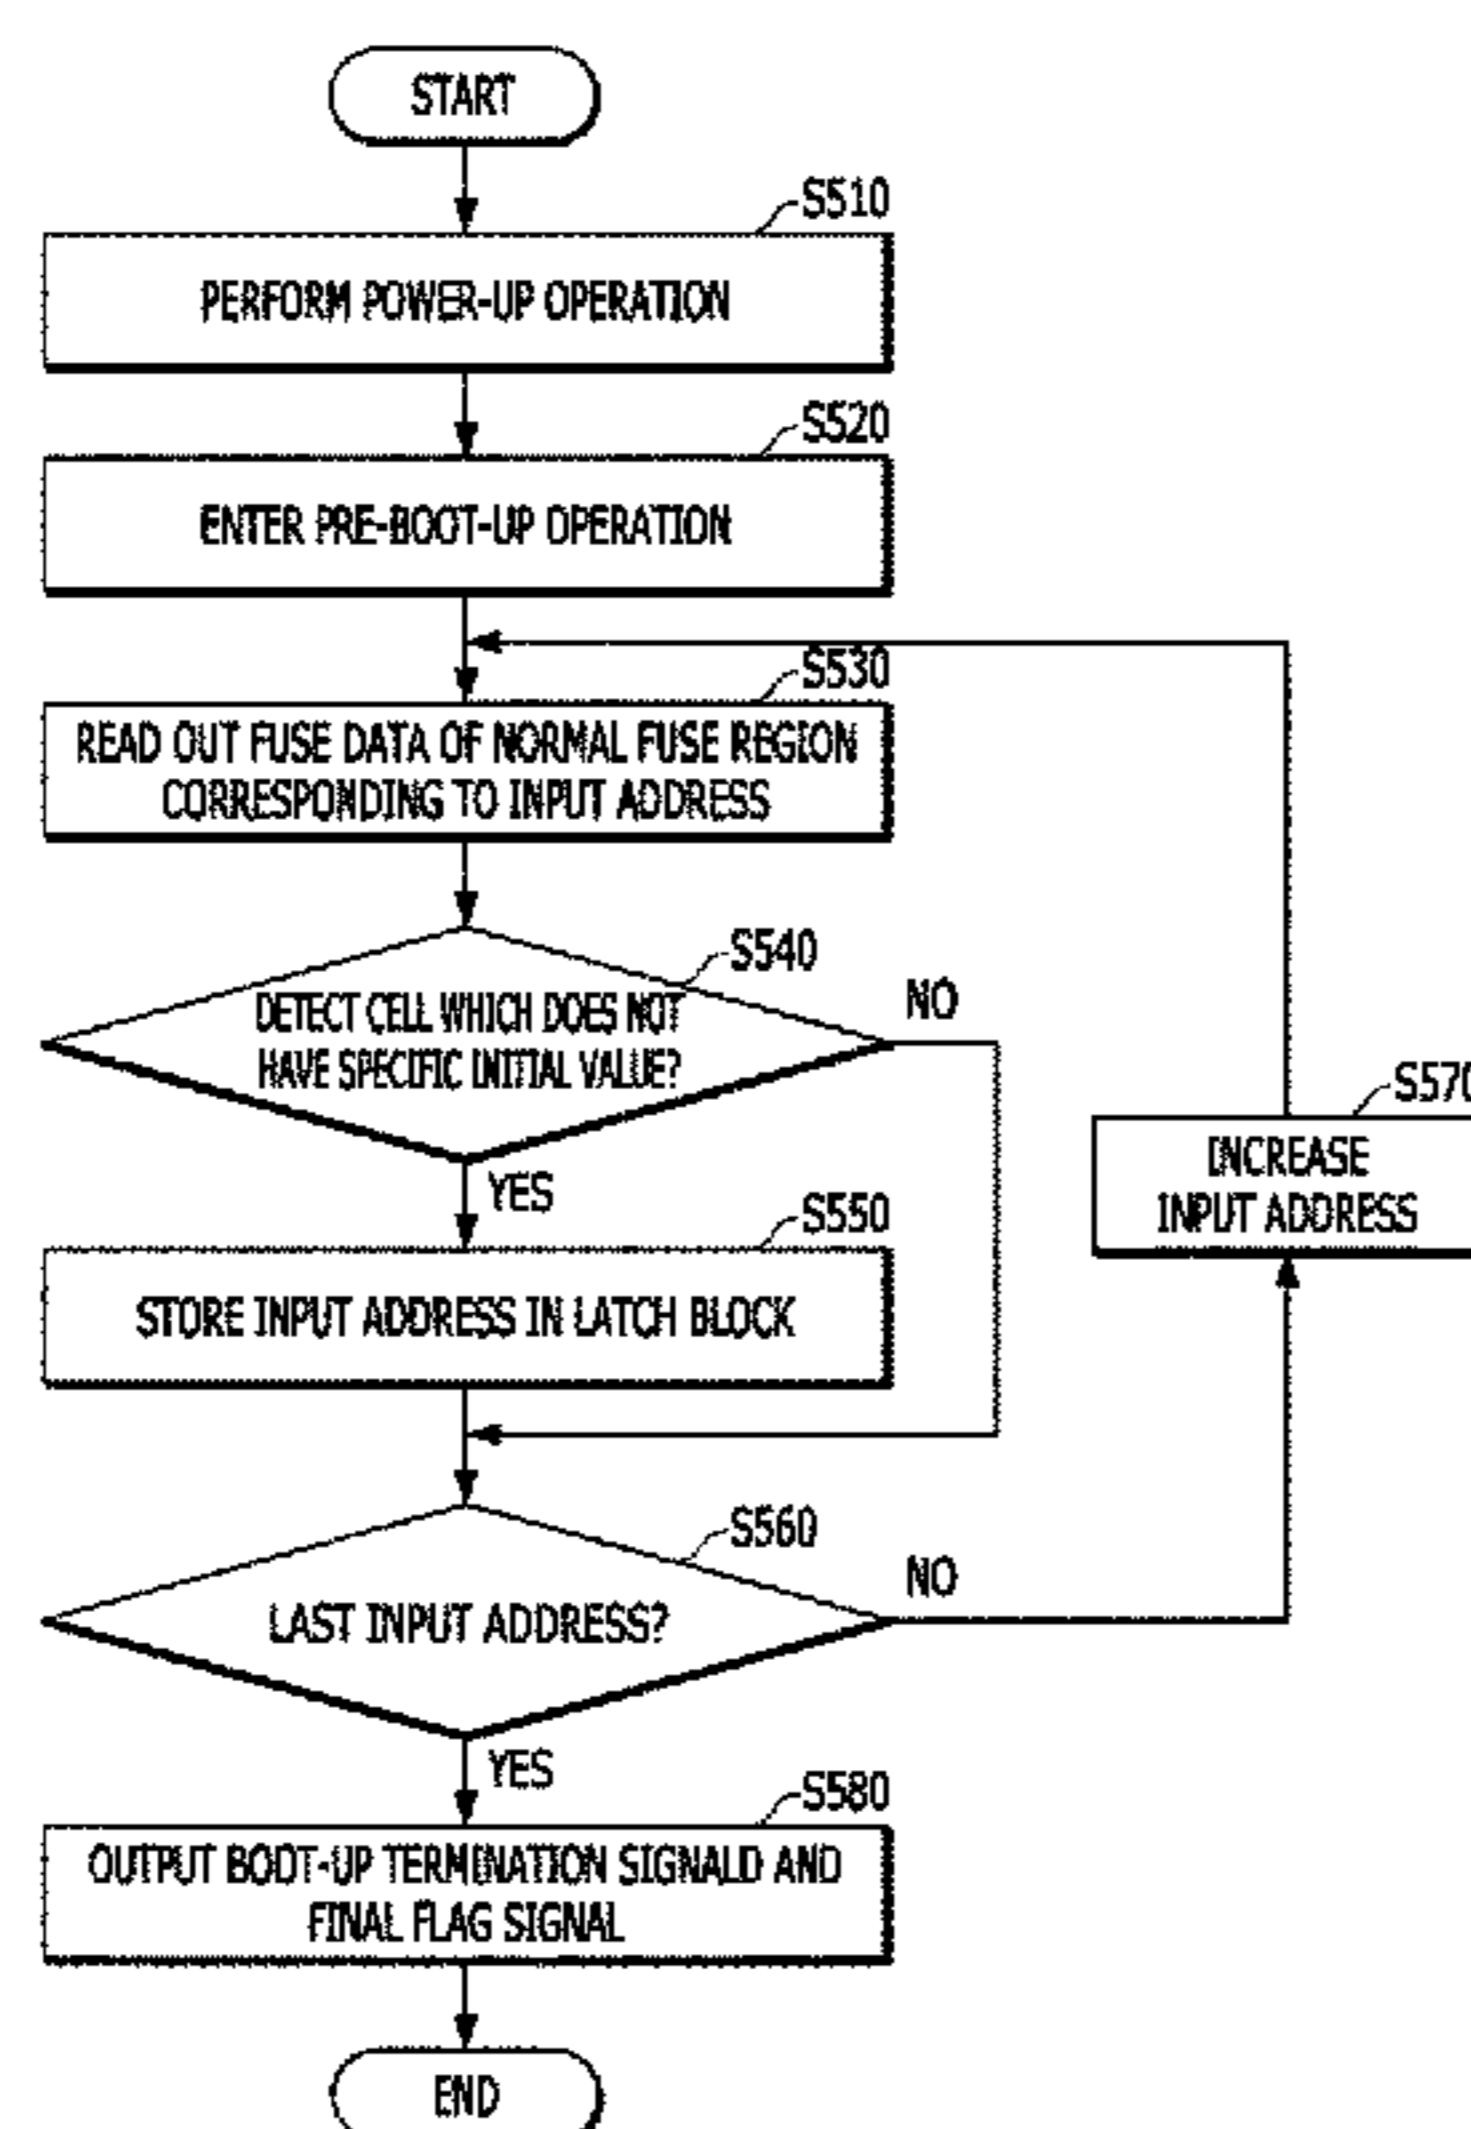 START
S510
PERFORM POWER-UP OPERATION
S520
ENTER PRE-BOOT-UP OPERATION
S530
READ OUT FUSE DATA OF NORMAL FUSE REGION
CORRESPONDING TO INPUT ADDRESS
S540
DETECT CELL WHICH DOES NOT
HAVE SPECIFIC INITIAL VALUE?
NO
YES
S570
INCREASE
INPUT ADDRESS
S550
STORE INPUT ADDRESS IN LATCH BLOCK
S560
LAST INPUT ADDRESS?
NO
YES
S580
OUTPUT BOOT-UP TERMINATION SIGNALD AND
FINAL FLAG SIGNAL
END